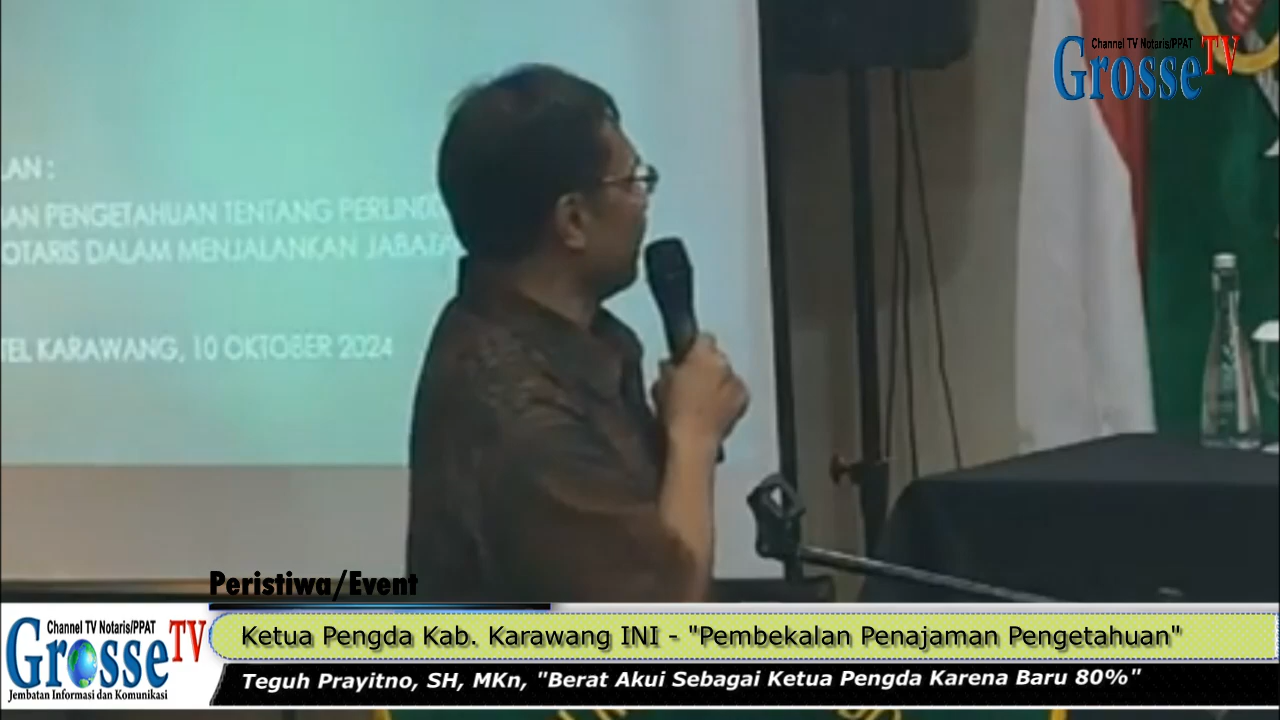 Channel TV Notaris/PPAT
Grosse TV
LAN :
AN PENGETAHUAN TENTANG
OTARIS DALAM MENJALANKAN
TEL KARAWANG, 10 OKTOBER 2024
Peristiwa/Event
Channel TV Notaris/PPAT
Grosse TV
Jembatan Informasi dan Komunikasi
Ketua Pengda Kab. Karawang INI - "Pembekalan Penajaman Pengetahuan"
Teguh Prayitno, SH, MKn, "Berat Akui Sebagai Ketua Pengda Karena Baru 80%"